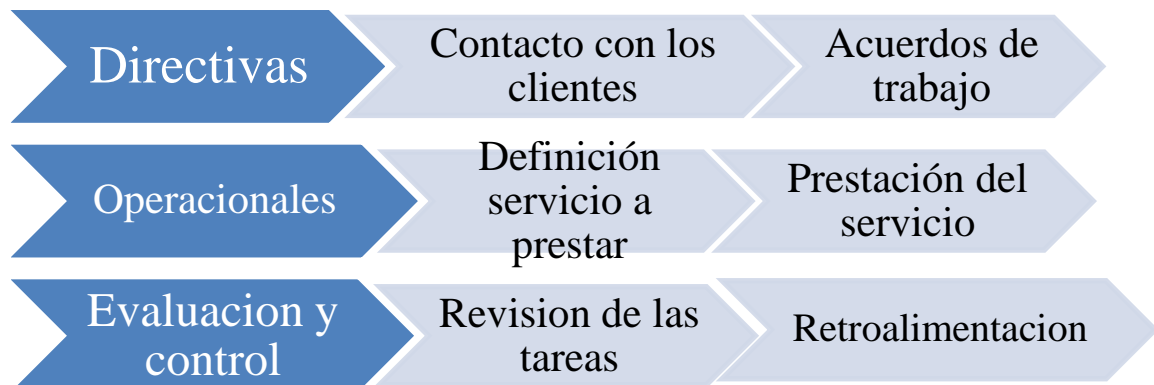 Directivas
Contacto con los
clientes
Acuerdos de
trabajo
Operacionales
Definición
servicio a
prestar
Prestación del
servicio
Evaluacion y
control
Revision de las
tareas
Retroalimentacion